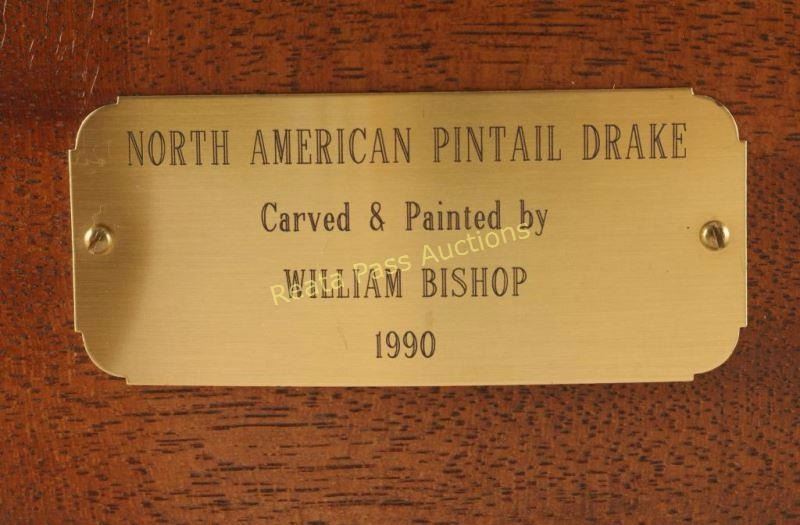 NORTH AMERICAN PINTAIL DRAKE
Carved & Painted by
Reata Pass Auctions
WILLIAM BISHOP
1990